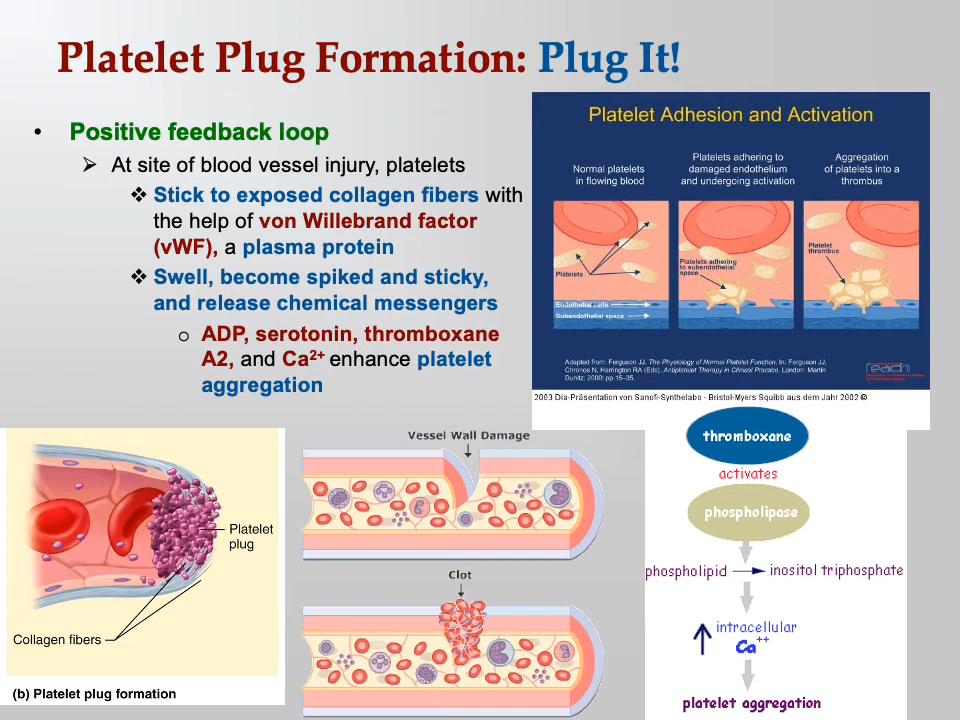 Platelet Plug Formation: Plug It!
• Positive feedback loop
➢ At site of blood vessel injury, platelets
❖ Stick to exposed collagen fibers with
the help of von Willebrand factor
(vWF), a plasma protein
❖ Swell, become spiked and sticky,
and release chemical messengers
o ADP, serotonin, thromboxane
A2, and Ca2+ enhance platelet
aggregation
Platelet Adhesion and Activation
Normal platelets
in flowing blood
Platelets adhering to
damaged endothelium
and undergoing activation
Aggregation
of platelets into a
thrombus
Platelets
Endothelial cells
Subendothelial space
Platelets adhering
to subendothelial
space
Platelet
thrombus
Adapted from: Ferguson JJ. The Physiology of Normal Platelet Function. In: Ferguson JJ,
Chronos N, Harrington RA (Eds). Antiplatelet Therapy in Clinical Practice. London: Martin
Dunitz; 2000: pp.15–35.
reach
2003 Dia-Präsentation von Sanofi-Synthelabo - Bristol-Myers Squibb aus dem Jahr 2002 ©
Platelet
plug
Collagen fibers
(b) Platelet plug formation
Vessel Wall Damage
Clot
thromboxane
activates
phospholipase
phospholipid
inositol triphosphate
intracellular
Ca++
platelet aggregation